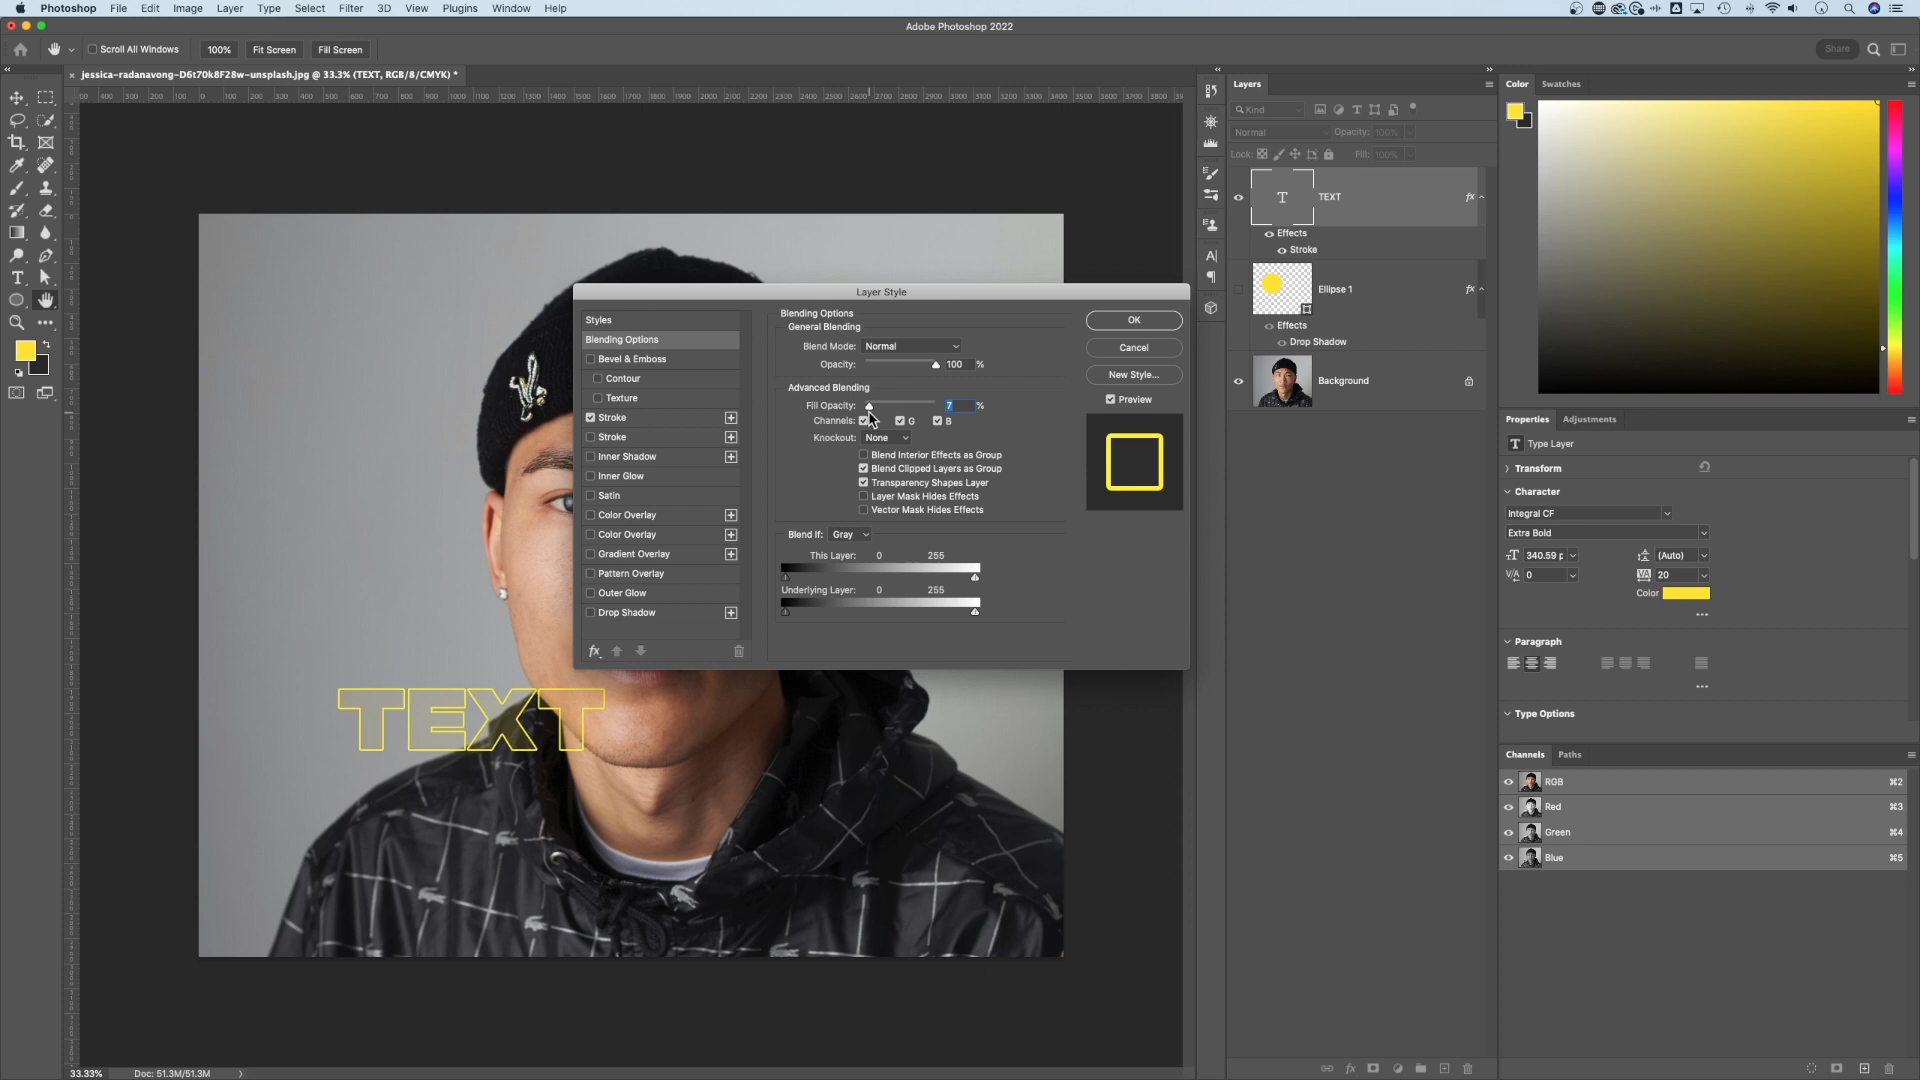 Photoshop File Edit Image Layer Type Select Filter 3D View Plugins Window Help
Adobe Photoshop 2022
Scroll All Windows 100% Fit Screen Fill Screen Share
jessica-radanavong-D6t70k8F28w-unsplash.jpg @ 33.3% (TEXT, RGB/8/CMYK) *
Layer Style
Styles
Blending Options
Bevel & Emboss
Contour
Texture
Stroke
Stroke
Inner Shadow
Inner Glow
Satin
Color Overlay
Color Overlay
Gradient Overlay
Pattern Overlay
Outer Glow
Drop Shadow
fx
Blending Options
General Blending
Blend Mode: Normal
Opacity: 100 %
Advanced Blending
Fill Opacity: 7 %
Channels: G B
Knockout: None
Blend Interior Effects as Group
Blend Clipped Layers as Group
Transparency Shapes Layer
Layer Mask Hides Effects
Vector Mask Hides Effects
Blend If: Gray
This Layer: 0 255
Underlying Layer: 0 255
OK
Cancel
New Style...
Preview
TEXT
Layers
Kind
Normal Opacity: 100%
Lock: Fill: 100%
T TEXT fx
Effects
Stroke
Ellipse 1 fx
Effects
Drop Shadow
Background
Color Swatches
Properties Adjustments
T Type Layer
Transform
Character
Integral CF
Extra Bold
340.59 p (Auto)
0 20
Color
Paragraph
Type Options
Channels Paths
RGB ⌘2
Red ⌘3
Green ⌘4
Blue ⌘5
33.33% Doc: 51.3M/51.3M